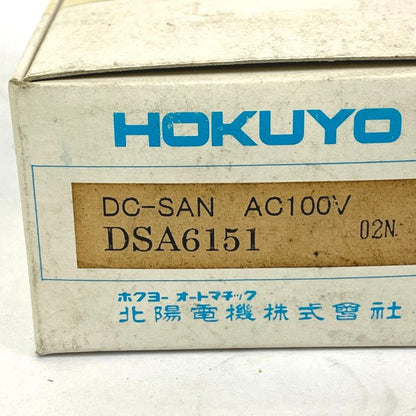 HOKUYO
DC-SAN AC100V
DSA6151 02N
ホクヨー オートマチック
北陽電機株式會社